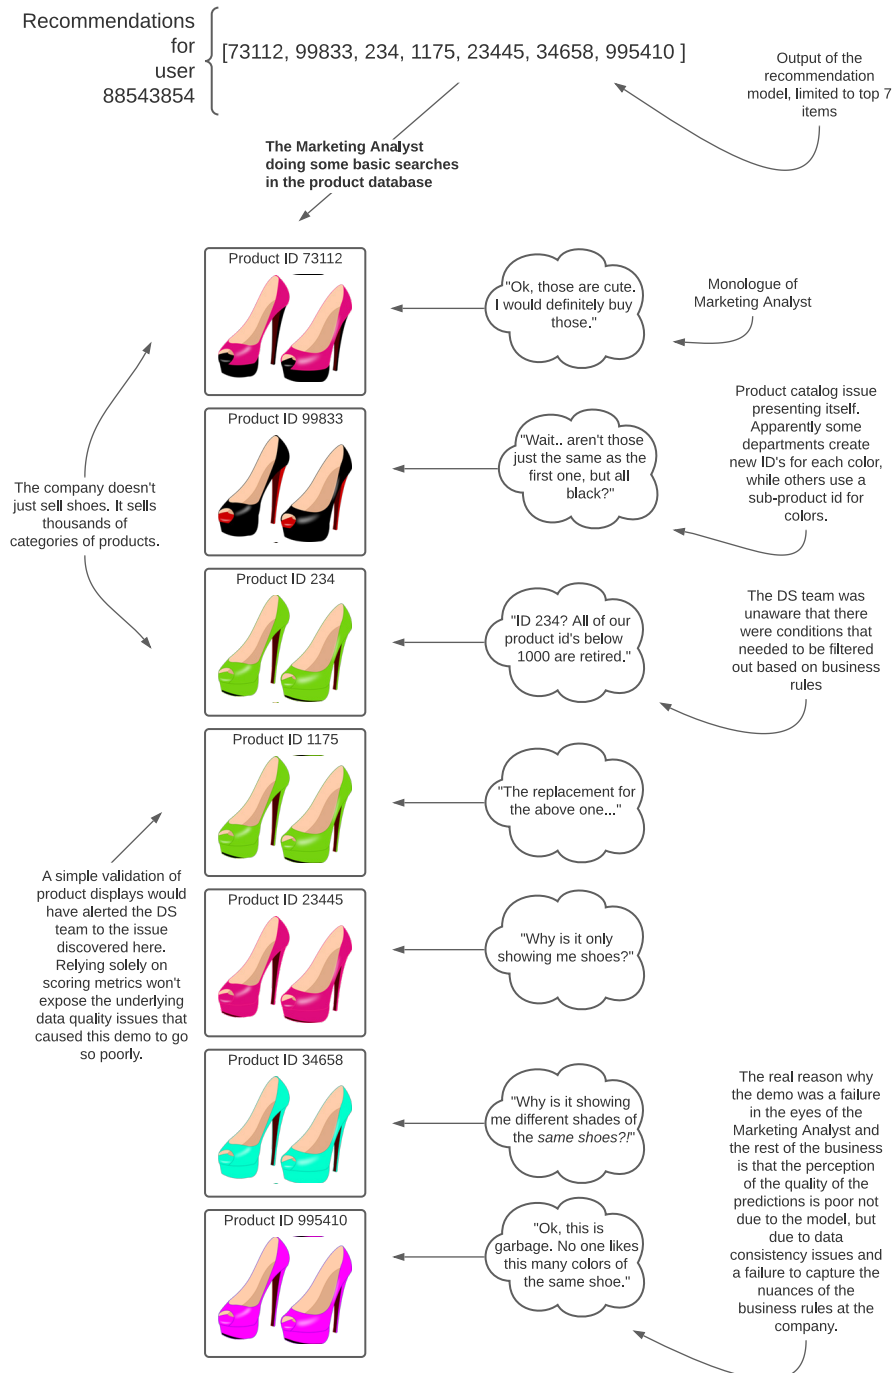 Recommendations
for
user
88543854
[73112, 99833, 234, 1175, 23445, 34658, 995410 ]
Output of the
recommendation
model, limited to top 7
items
The Marketing Analyst
doing some basic searches
in the product database
Product ID 73112
"Ok, those are cute.
I would definitely buy
those."
Monologue of
Marketing Analyst
Product ID 99833
"Wait.. aren't those
just the same as the
first one, but all
black?"
Product catalog issue
presenting itself.
Apparently some
departments create
new ID's for each color,
while others use a
sub-product id for
colors.
The company doesn't
just sell shoes. It sells
thousands of
categories of products.
Product ID 234
"ID 234? All of our
product id's below
1000 are retired."
The DS team was
unaware that there
were conditions that
needed to be filtered
out based on business
rules
Product ID 1175
"The replacement for
the above one..."
A simple validation of
product displays would
have alerted the DS
team to the issue
discovered here.
Relying solely on
scoring metrics won't
expose the underlying
data quality issues that
caused this demo to go
so poorly.
Product ID 23445
"Why is it only
showing me shoes?"
Product ID 34658
"Why is it showing
me different shades of
the same shoes?!"
The real reason why
the demo was a failure
in the eyes of the
Marketing Analyst and
the rest of the business
is that the perception
of the quality of the
predictions is poor not
due to the model, but
due to data
consistency issues and
a failure to capture the
nuances of the
business rules at the
company.
Product ID 995410
"Ok, this is
garbage. No one likes
this many colors of
the same shoe."